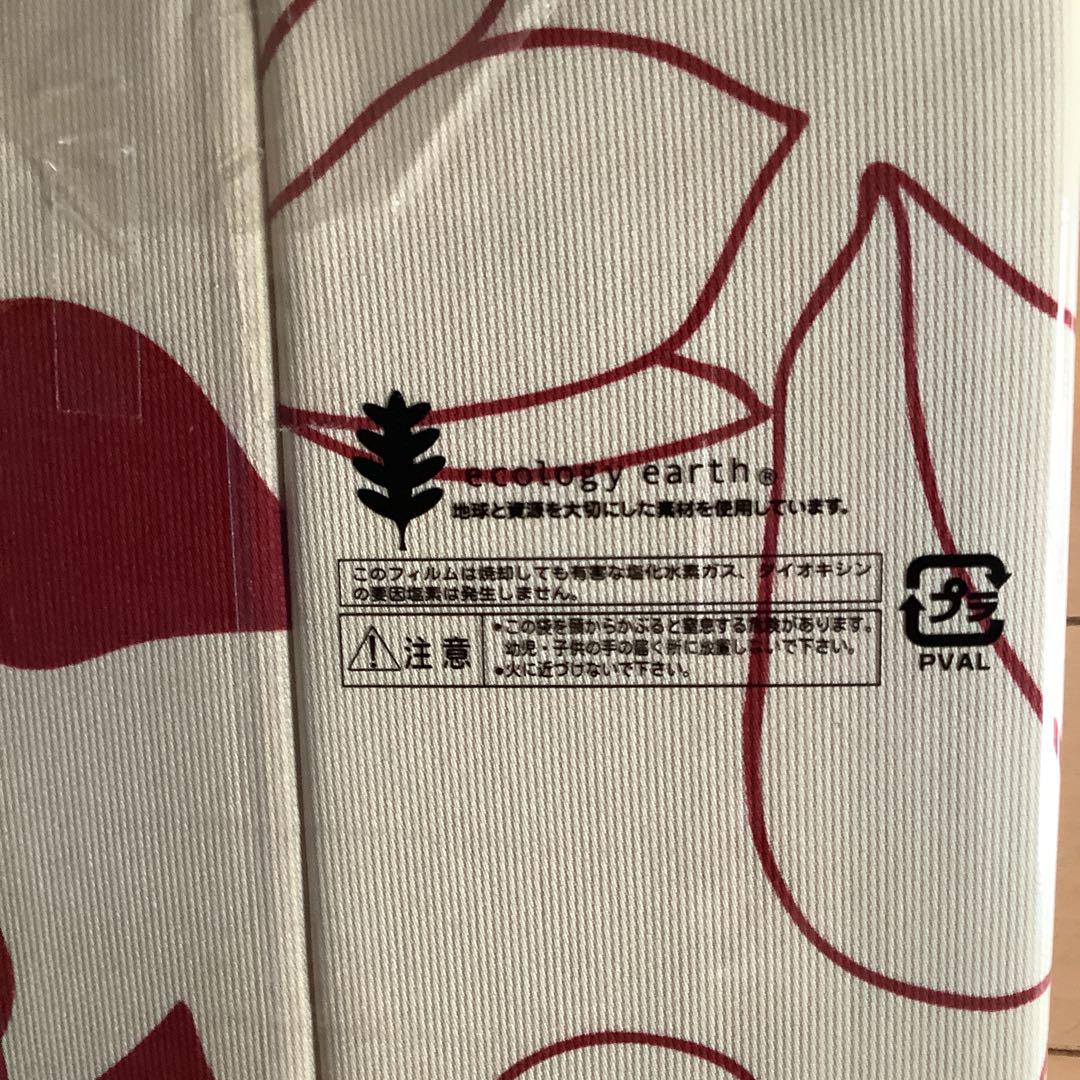 ecology earth®
地球と資源を大切にした素材を使用しています。
このフィルムは焼却しても有害な塩化水素ガス、ダイオキシン
の要因塩素は発生しません。
注意
•この袋を頭からかぶると窒息する危険があります。
幼児・子供の手の届く所に放置しないで下さい。
•火に近づけないで下さい。
プラ
PVAL